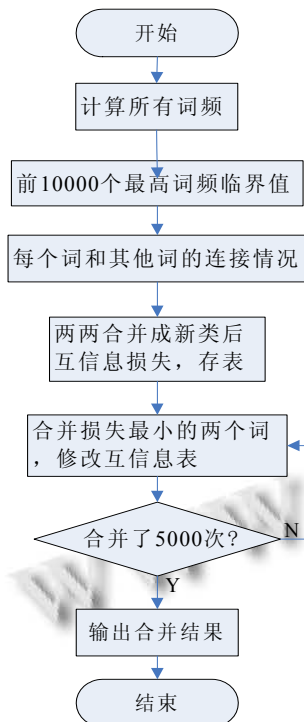 开始
计算所有词频
前10000个最高词频临界值
每个词和其他词的连接情况
两两合并成新类后
互信息损失，存表
合并损失最小的两个词
，修改互信息表
合并了5000次?
N
Y
输出合并结果
结束